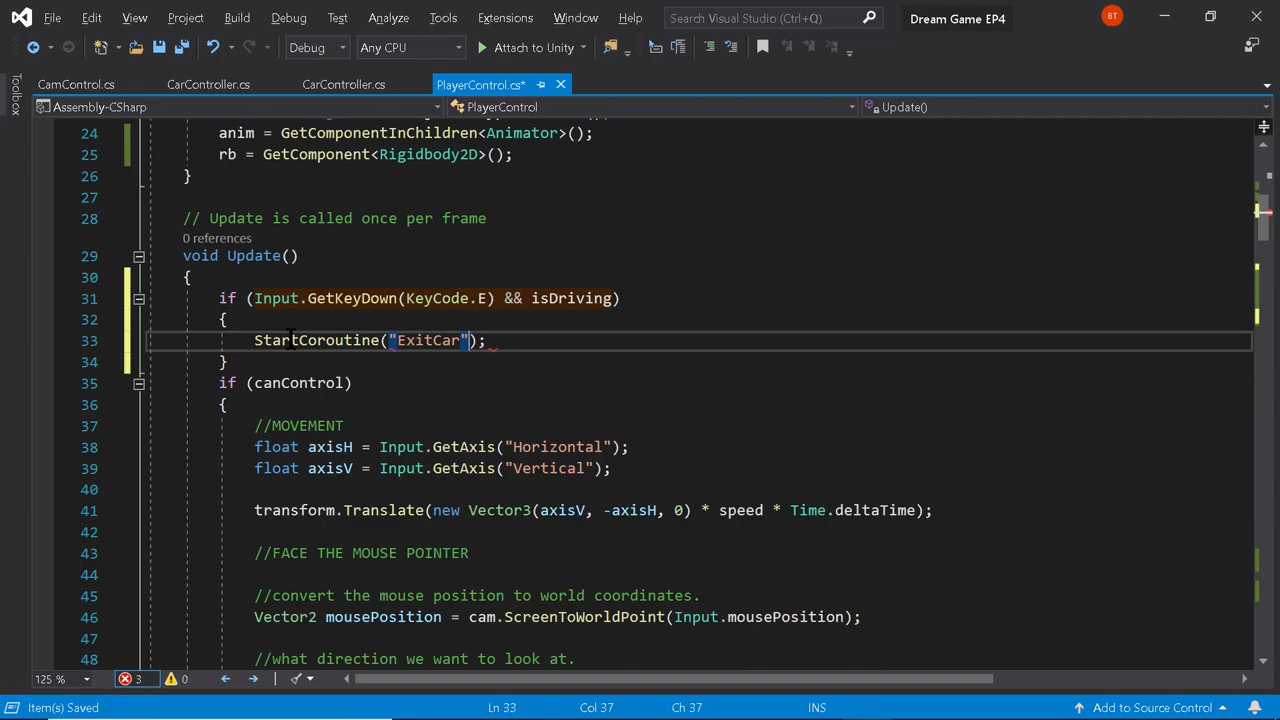 File Edit View Project Build Debug Test Analyze Tools Extensions Window Help Search Visual Studio (Ctrl+Q) Dream Game EP4 BT
Debug Any CPU Attach to Unity
CamControl.cs CarController.cs CarController.cs PlayerControl.cs*
Assembly-CSharp PlayerControl Update()
Toolbox
24 anim = GetComponentInChildren<Animator>();
25 rb = GetComponent<Rigidbody2D>();
26 }
27
28 // Update is called once per frame
0 references
29 void Update()
30 {
31 if (Input.GetKeyDown(KeyCode.E) && isDriving)
32 {
33 StartCoroutine("ExitCar");
34 }
35 if (canControl)
36 {
37 //MOVEMENT
38 float axisH = Input.GetAxis("Horizontal");
39 float axisV = Input.GetAxis("Vertical");
40
41 transform.Translate(new Vector3(axisV, -axisH, 0) * speed * Time.deltaTime);
42
43 //FACE THE MOUSE POINTER
44
45 //convert the mouse position to world coordinates.
46 Vector2 mousePosition = cam.ScreenToWorldPoint(Input.mousePosition);
47
48 //what direction we want to look at.
125 % 3 0
Item(s) Saved Ln 33 Col 37 Ch 37 INS Add to Source Control